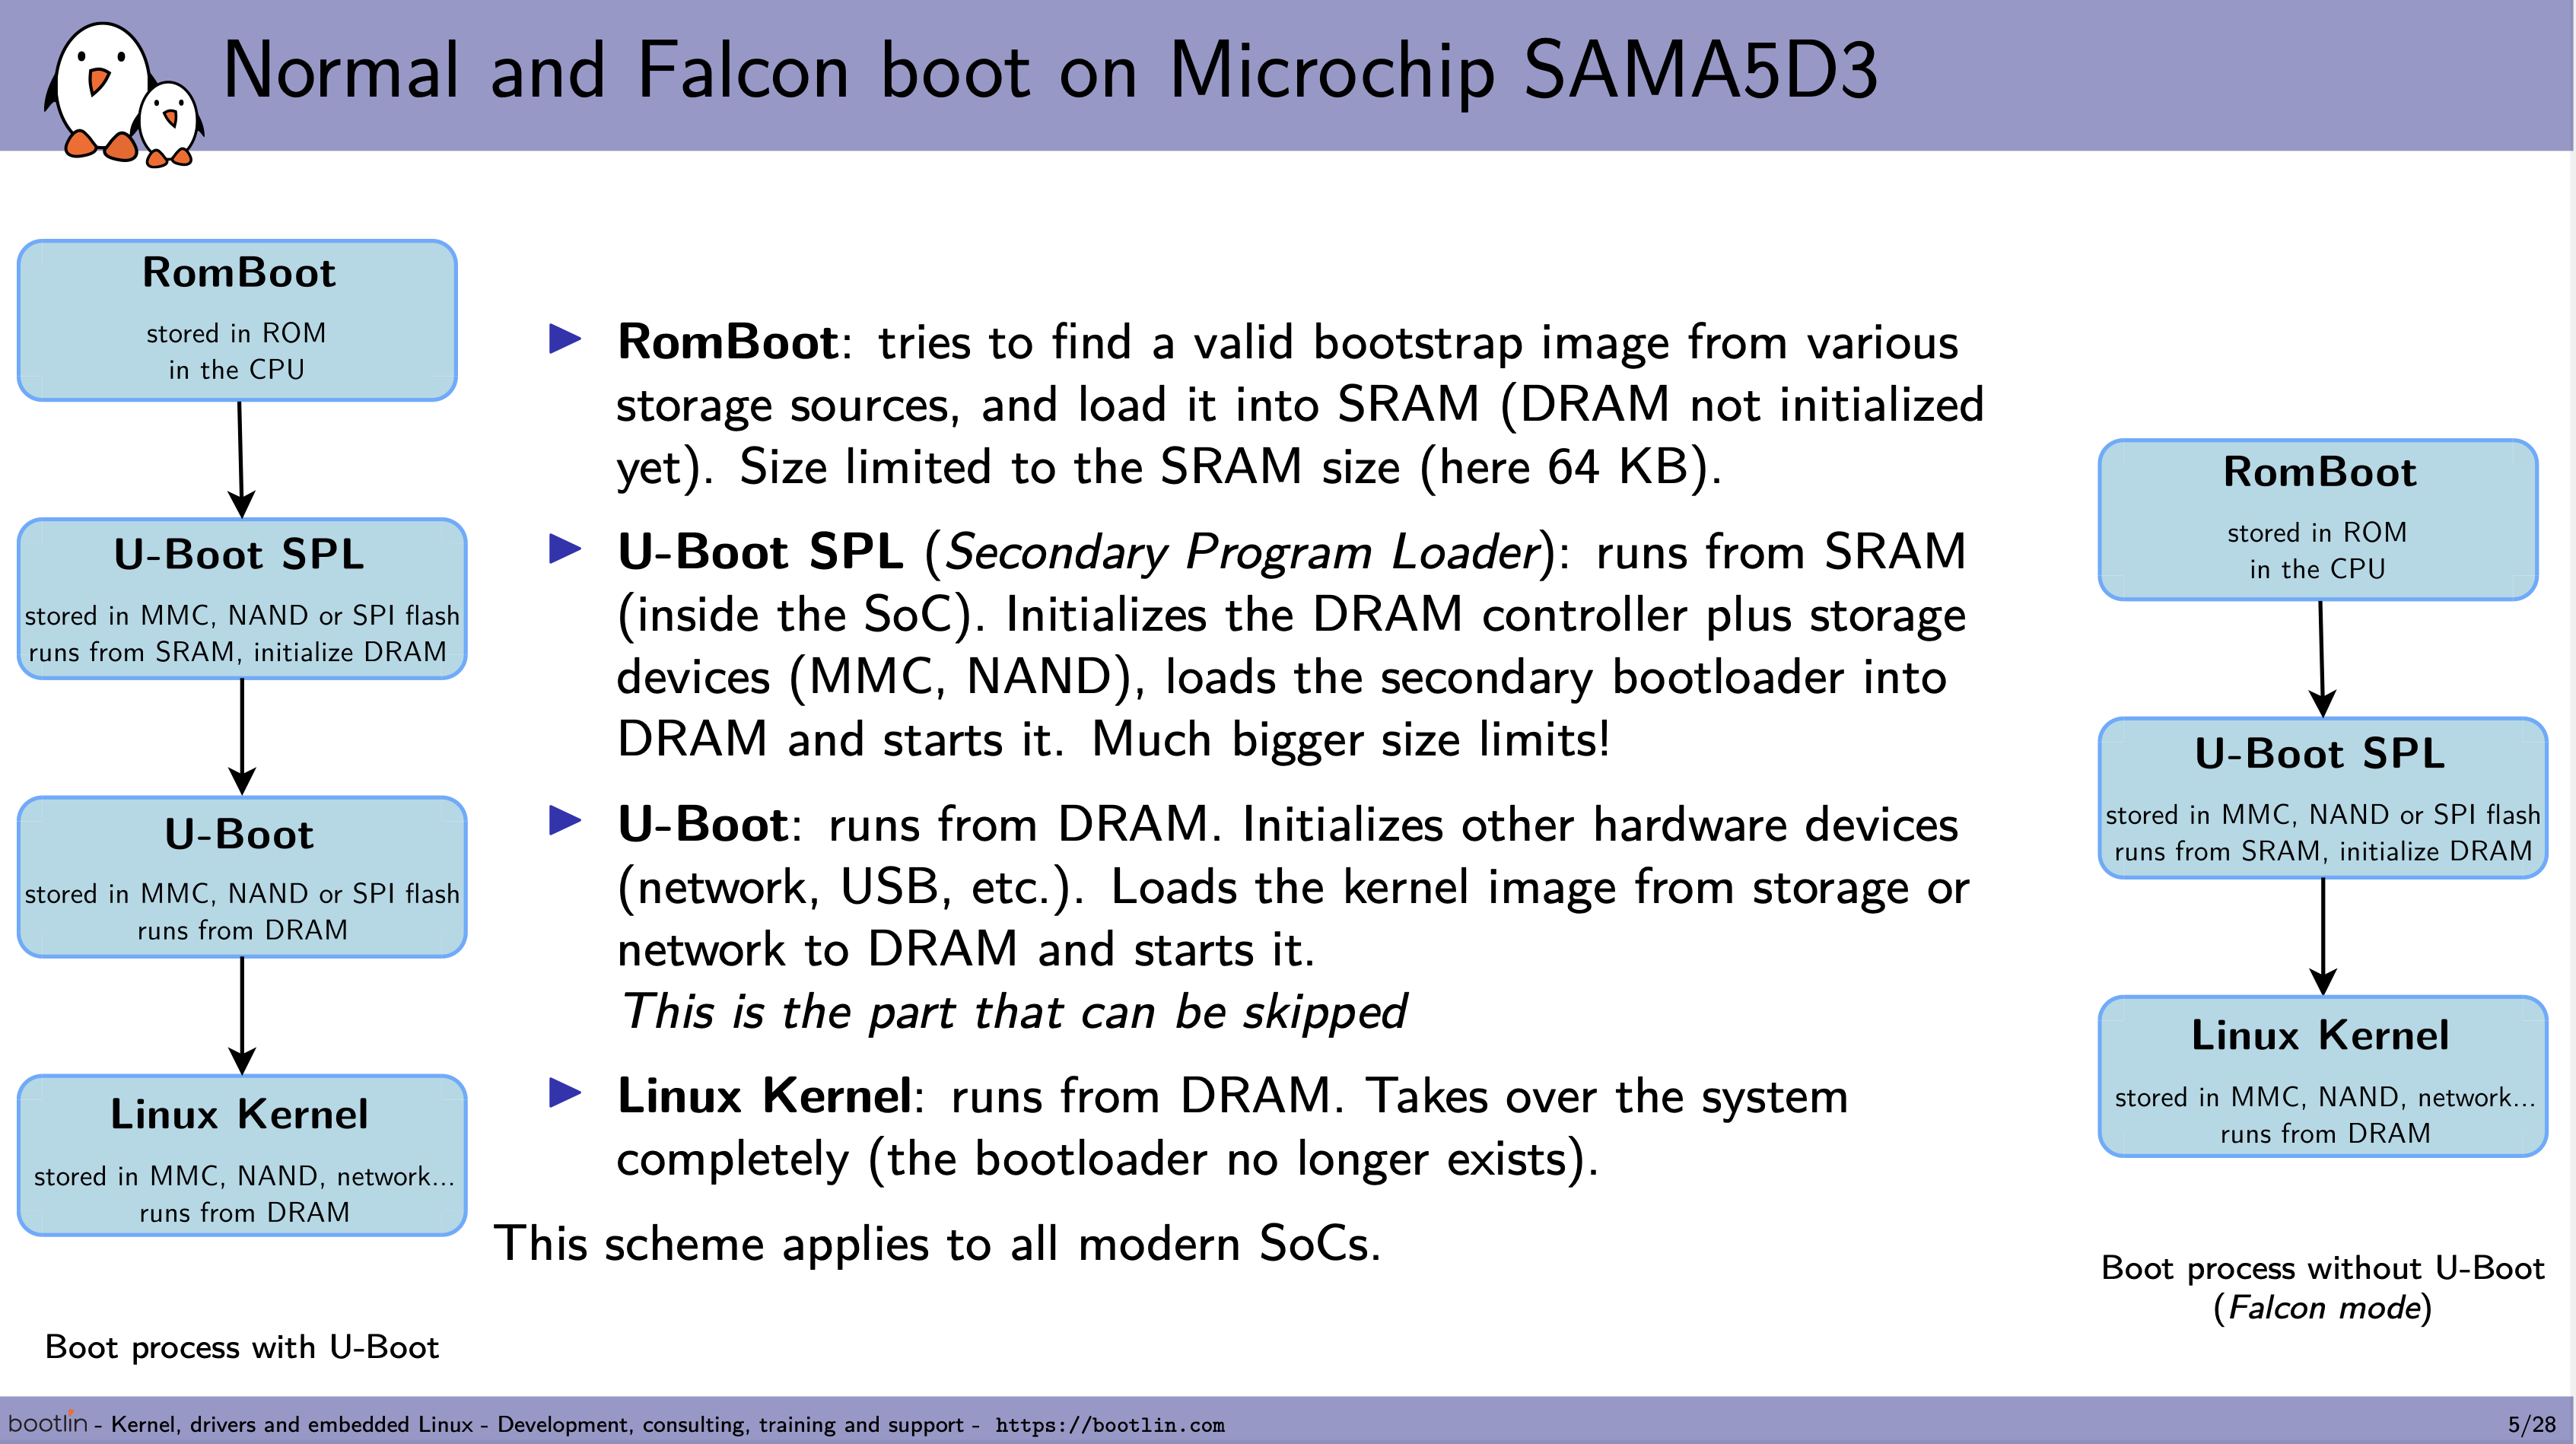 Normal and Falcon boot on Microchip SAMA5D3
RomBoot
stored in ROM
in the CPU
U-Boot SPL
stored in MMC, NAND or SPI flash
runs from SRAM, initialize DRAM
U-Boot
stored in MMC, NAND or SPI flash
runs from DRAM
Linux Kernel
stored in MMC, NAND, network...
runs from DRAM
Boot process with U-Boot
▶ RomBoot: tries to find a valid bootstrap image from various
storage sources, and load it into SRAM (DRAM not initialized
yet). Size limited to the SRAM size (here 64 KB).
▶ U-Boot SPL (Secondary Program Loader): runs from SRAM
(inside the SoC). Initializes the DRAM controller plus storage
devices (MMC, NAND), loads the secondary bootloader into
DRAM and starts it. Much bigger size limits!
▶ U-Boot: runs from DRAM. Initializes other hardware devices
(network, USB, etc.). Loads the kernel image from storage or
network to DRAM and starts it.
This is the part that can be skipped
▶ Linux Kernel: runs from DRAM. Takes over the system
completely (the bootloader no longer exists).
This scheme applies to all modern SoCs.
RomBoot
stored in ROM
in the CPU
U-Boot SPL
stored in MMC, NAND or SPI flash
runs from SRAM, initialize DRAM
Linux Kernel
stored in MMC, NAND, network...
runs from DRAM
Boot process without U-Boot
(Falcon mode)
bootlin - Kernel, drivers and embedded Linux - Development, consulting, training and support - https://bootlin.com
5/28